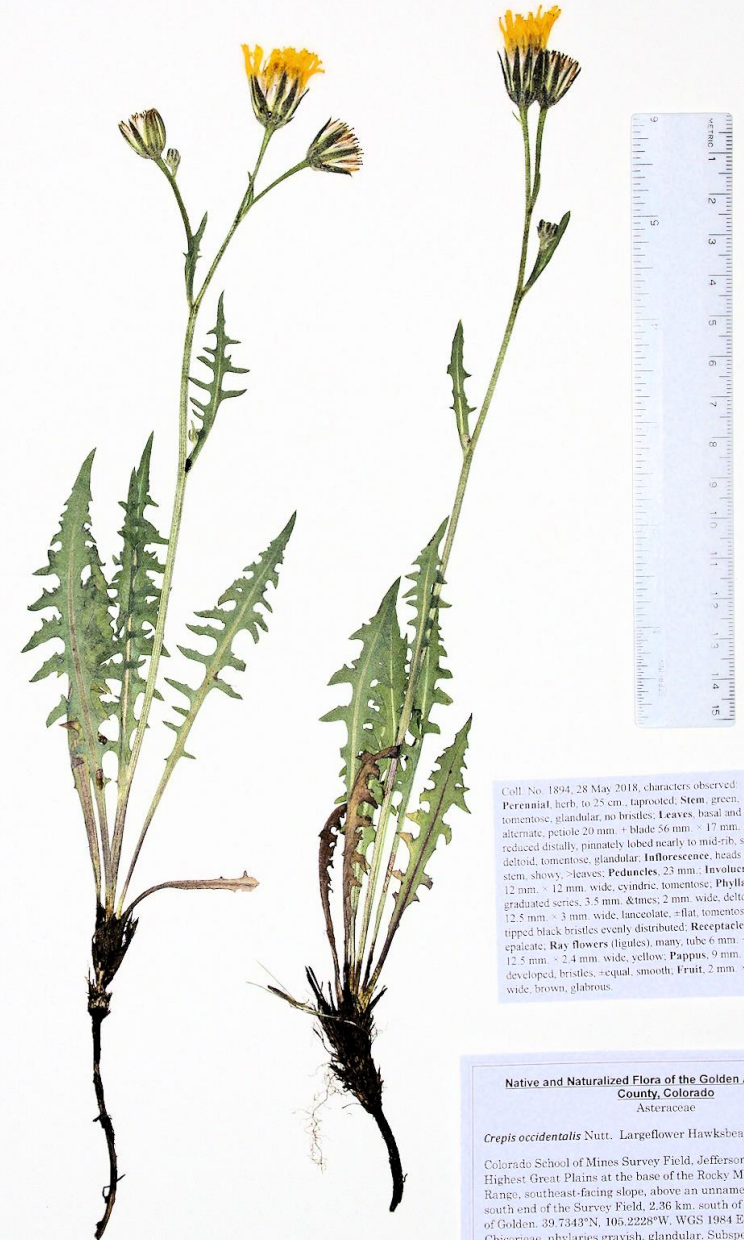 METRIC 1
2
3
4
5
6
7
8
9
10
11
12
13
14
15
6
5
Coll. No. 1894, 28 May 2018, characters observed:
Perennial, herb, to 25 cm., taprooted; Stem, green,
tomentose, glandular, no bristles; Leaves, basal and
alternate, petiole 20 mm. + blade 56 mm. × 17 mm.
reduced distally, pinnately lobed nearly to mid-rib, s
deltoid, tomentose, glandular; Inflorescence, heads
stem, showy, >leaves; Peduncles, 23 mm.; Involuc
12 mm. × 12 mm. wide, cyindric, tomentose; Phylla
graduated series, 3.5 mm. &tmes; 2 mm. wide, delto
12.5 mm. × 3 mm. wide, lanceolate, ±flat, tomentos
tipped black bristles evenly distributed; Receptacle
epaleate; Ray flowers (ligules), many, tube 6 mm.
12.5 mm. × 2.4 mm. wide, yellow; Pappus, 9 mm.
developed, bristles, ±equal, smooth; Fruit, 2 mm.
wide, brown, glabrous.
Native and Naturalized Flora of the Golden
County, Colorado
Asteraceae
Crepis occidentalis Nutt. Largeflower Hawksbea
Colorado School of Mines Survey Field, Jefferson
Highest Great Plains at the base of the Rocky M
Range, southeast-facing slope, above an unname
south end of the Survey Field, 2.36 km. south of
of Golden. 39.7343°N, 105.2228°W. WGS 1984 E
Chicorieae, phylaries grayish, glandular. Subspe